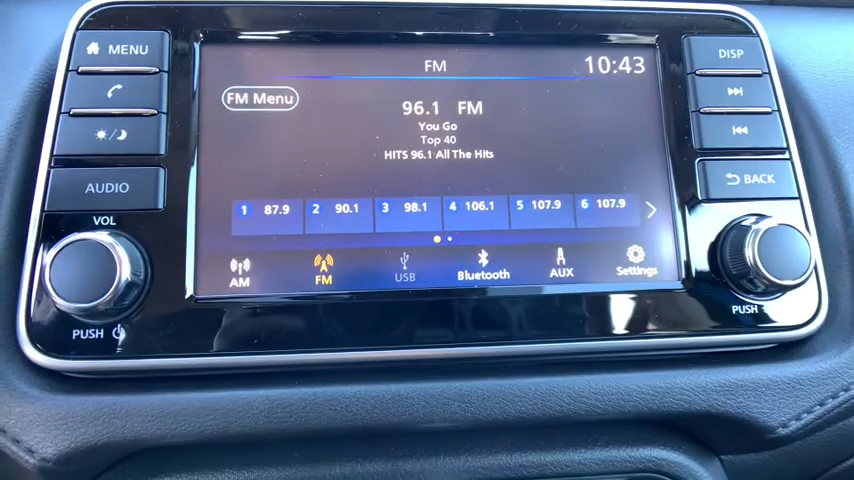 MENU
FM
10:43
DISP
FM Menu
96.1 FM
You Go
Top 40
HITS 96.1 All The Hits
AUDIO
BACK
1 87.9
2 90.1
3 98.1
4 106.1
5 107.9
6 107.9
VOL
AM
FM
USB
Bluetooth
AUX
Settings
PUSH
PUSH